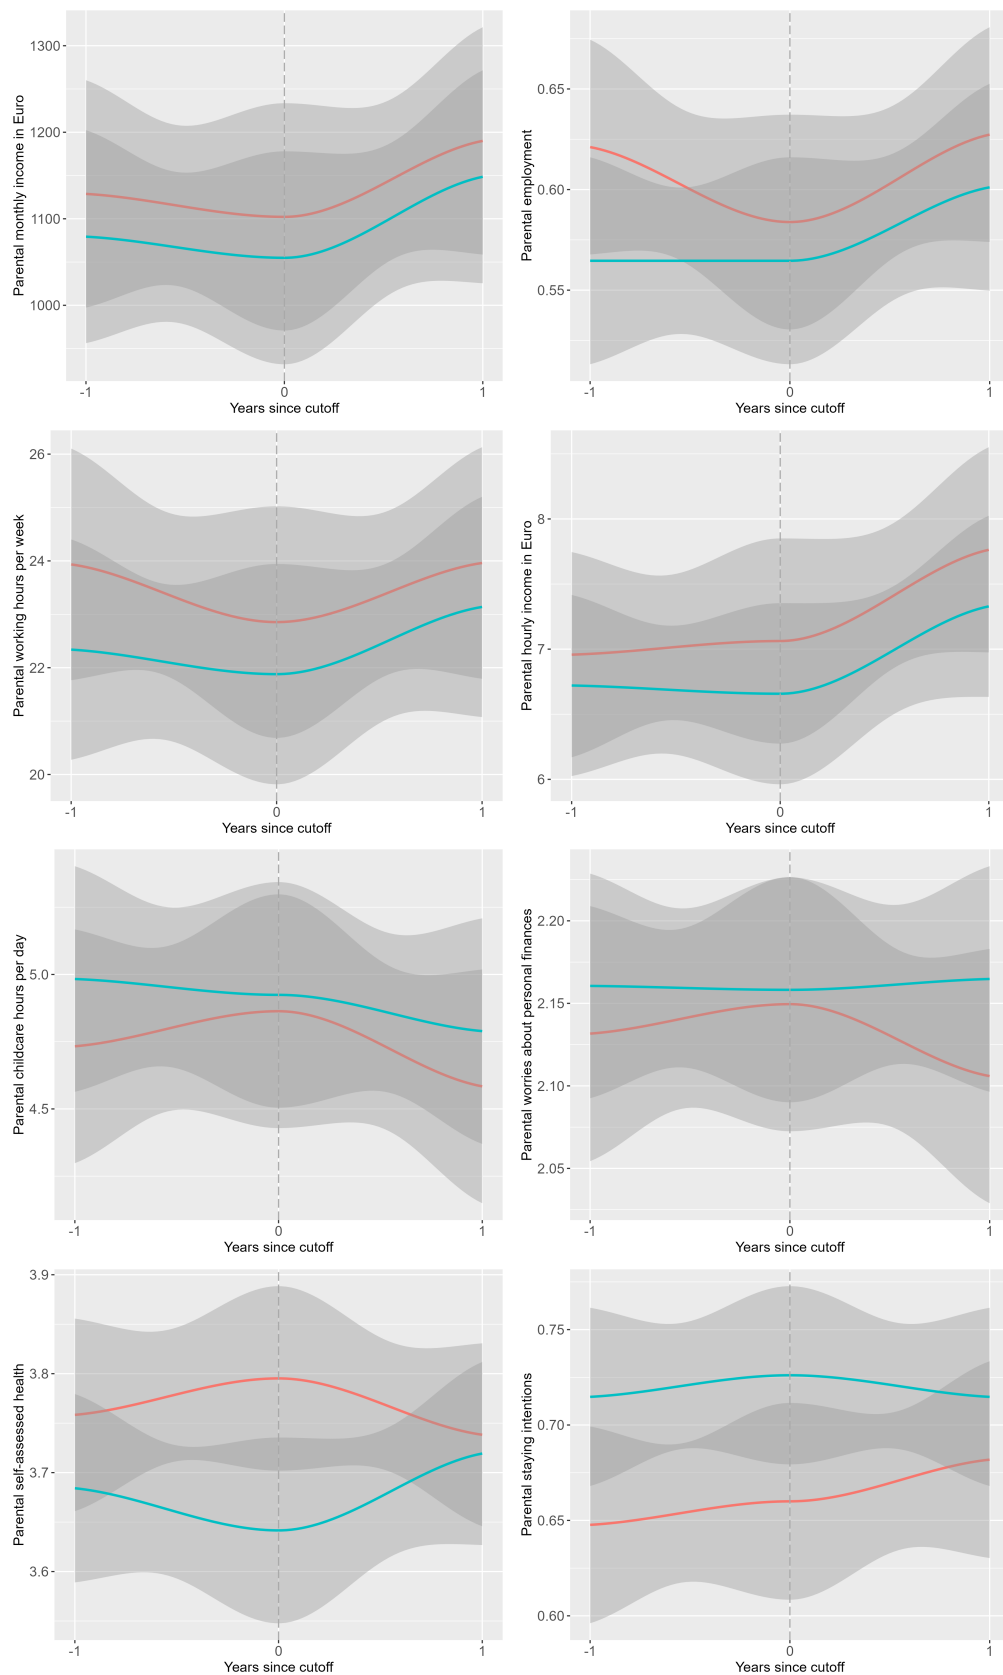 Parental monthly income in Euro
1300
1200
1100
1000
-1 0 1
Years since cutoff
Parental employment
0.65
0.60
0.55
-1 0 1
Years since cutoff
Parental working hours per week
26
24
22
20
-1 0 1
Years since cutoff
Parental hourly income in Euro
8
7
6
-1 0 1
Years since cutoff
Parental childcare hours per day
5.0
4.5
-1 0 1
Years since cutoff
Parental worries about personal finances
2.20
2.15
2.10
2.05
-1 0 1
Years since cutoff
Parental self-assessed health
3.9
3.8
3.7
3.6
-1 0 1
Years since cutoff
Parental staying intentions
0.75
0.70
0.65
0.60
-1 0 1
Years since cutoff